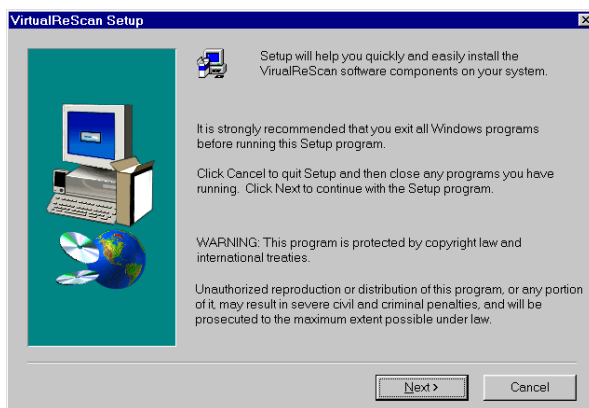 VirtualReScan Setup
Setup will help you quickly and easily install the
VirualReScan software components on your system.
It is strongly recommended that you exit all Windows programs
before running this Setup program.
Click Cancel to quit Setup and then close any programs you have
running. Click Next to continue with the Setup program.
WARNING: This program is protected by copyright law and
international treaties.
Unauthorized reproduction or distribution of this program, or any portion
of it, may result in severe civil and criminal penalties, and will be
prosecuted to the maximum extent possible under law.
Next >
Cancel